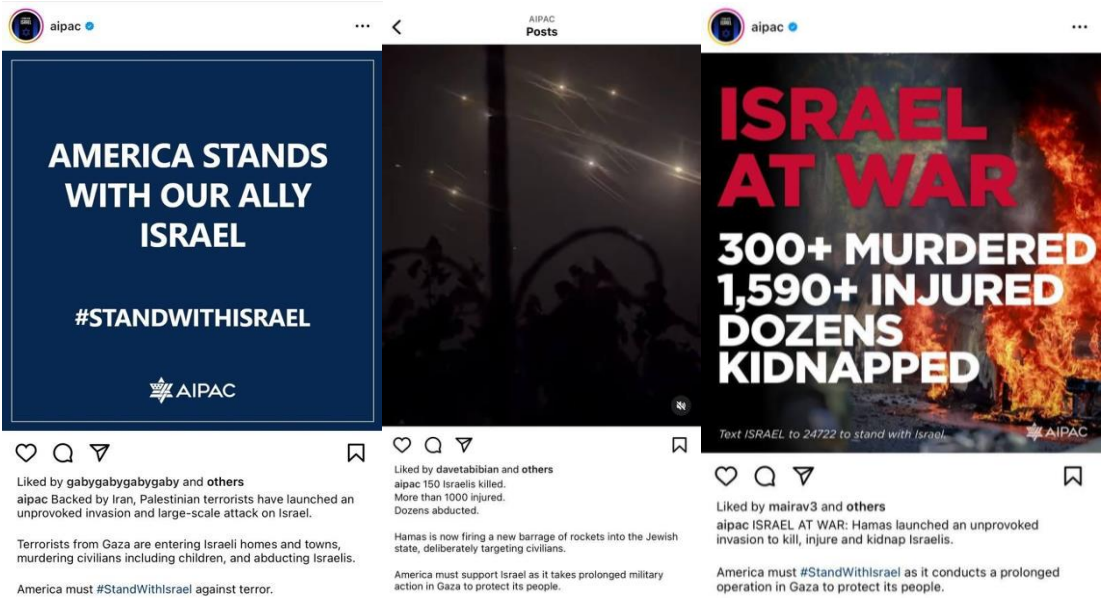 aipac
AMERICA STANDS
WITH OUR ALLY
ISRAEL
#STANDWITHISRAEL
AIPAC
Liked by gabygabygabygaby and others
aipac Backed by Iran, Palestinian terrorists have launched an
unprovoked invasion and large-scale attack on Israel.
Terrorists from Gaza are entering Israeli homes and towns,
murdering civilians including children, and abducting Israelis.
America must #StandWithIsrael against terror.
AIPAC
Posts
Liked by davetabibian and others
aipac 150 Israelis killed.
More than 1000 injured.
Dozens abducted.
Hamas is now firing a new barrage of rockets into the Jewish
state, deliberately targeting civilians.
America must support Israel as it takes prolonged military
action in Gaza to protect its people.
aipac
ISRAEL
AT WAR
300+ MURDERED
1,590+ INJURED
DOZENS
KIDNAPPED
Text ISRAEL to 24722 to stand with Israel.
AIPAC
Liked by mairav3 and others
aipac ISRAEL AT WAR: Hamas launched an unprovoked
invasion to kill, injure and kidnap Israelis.
America must #StandWithIsrael as it conducts a prolonged
operation in Gaza to protect its people.